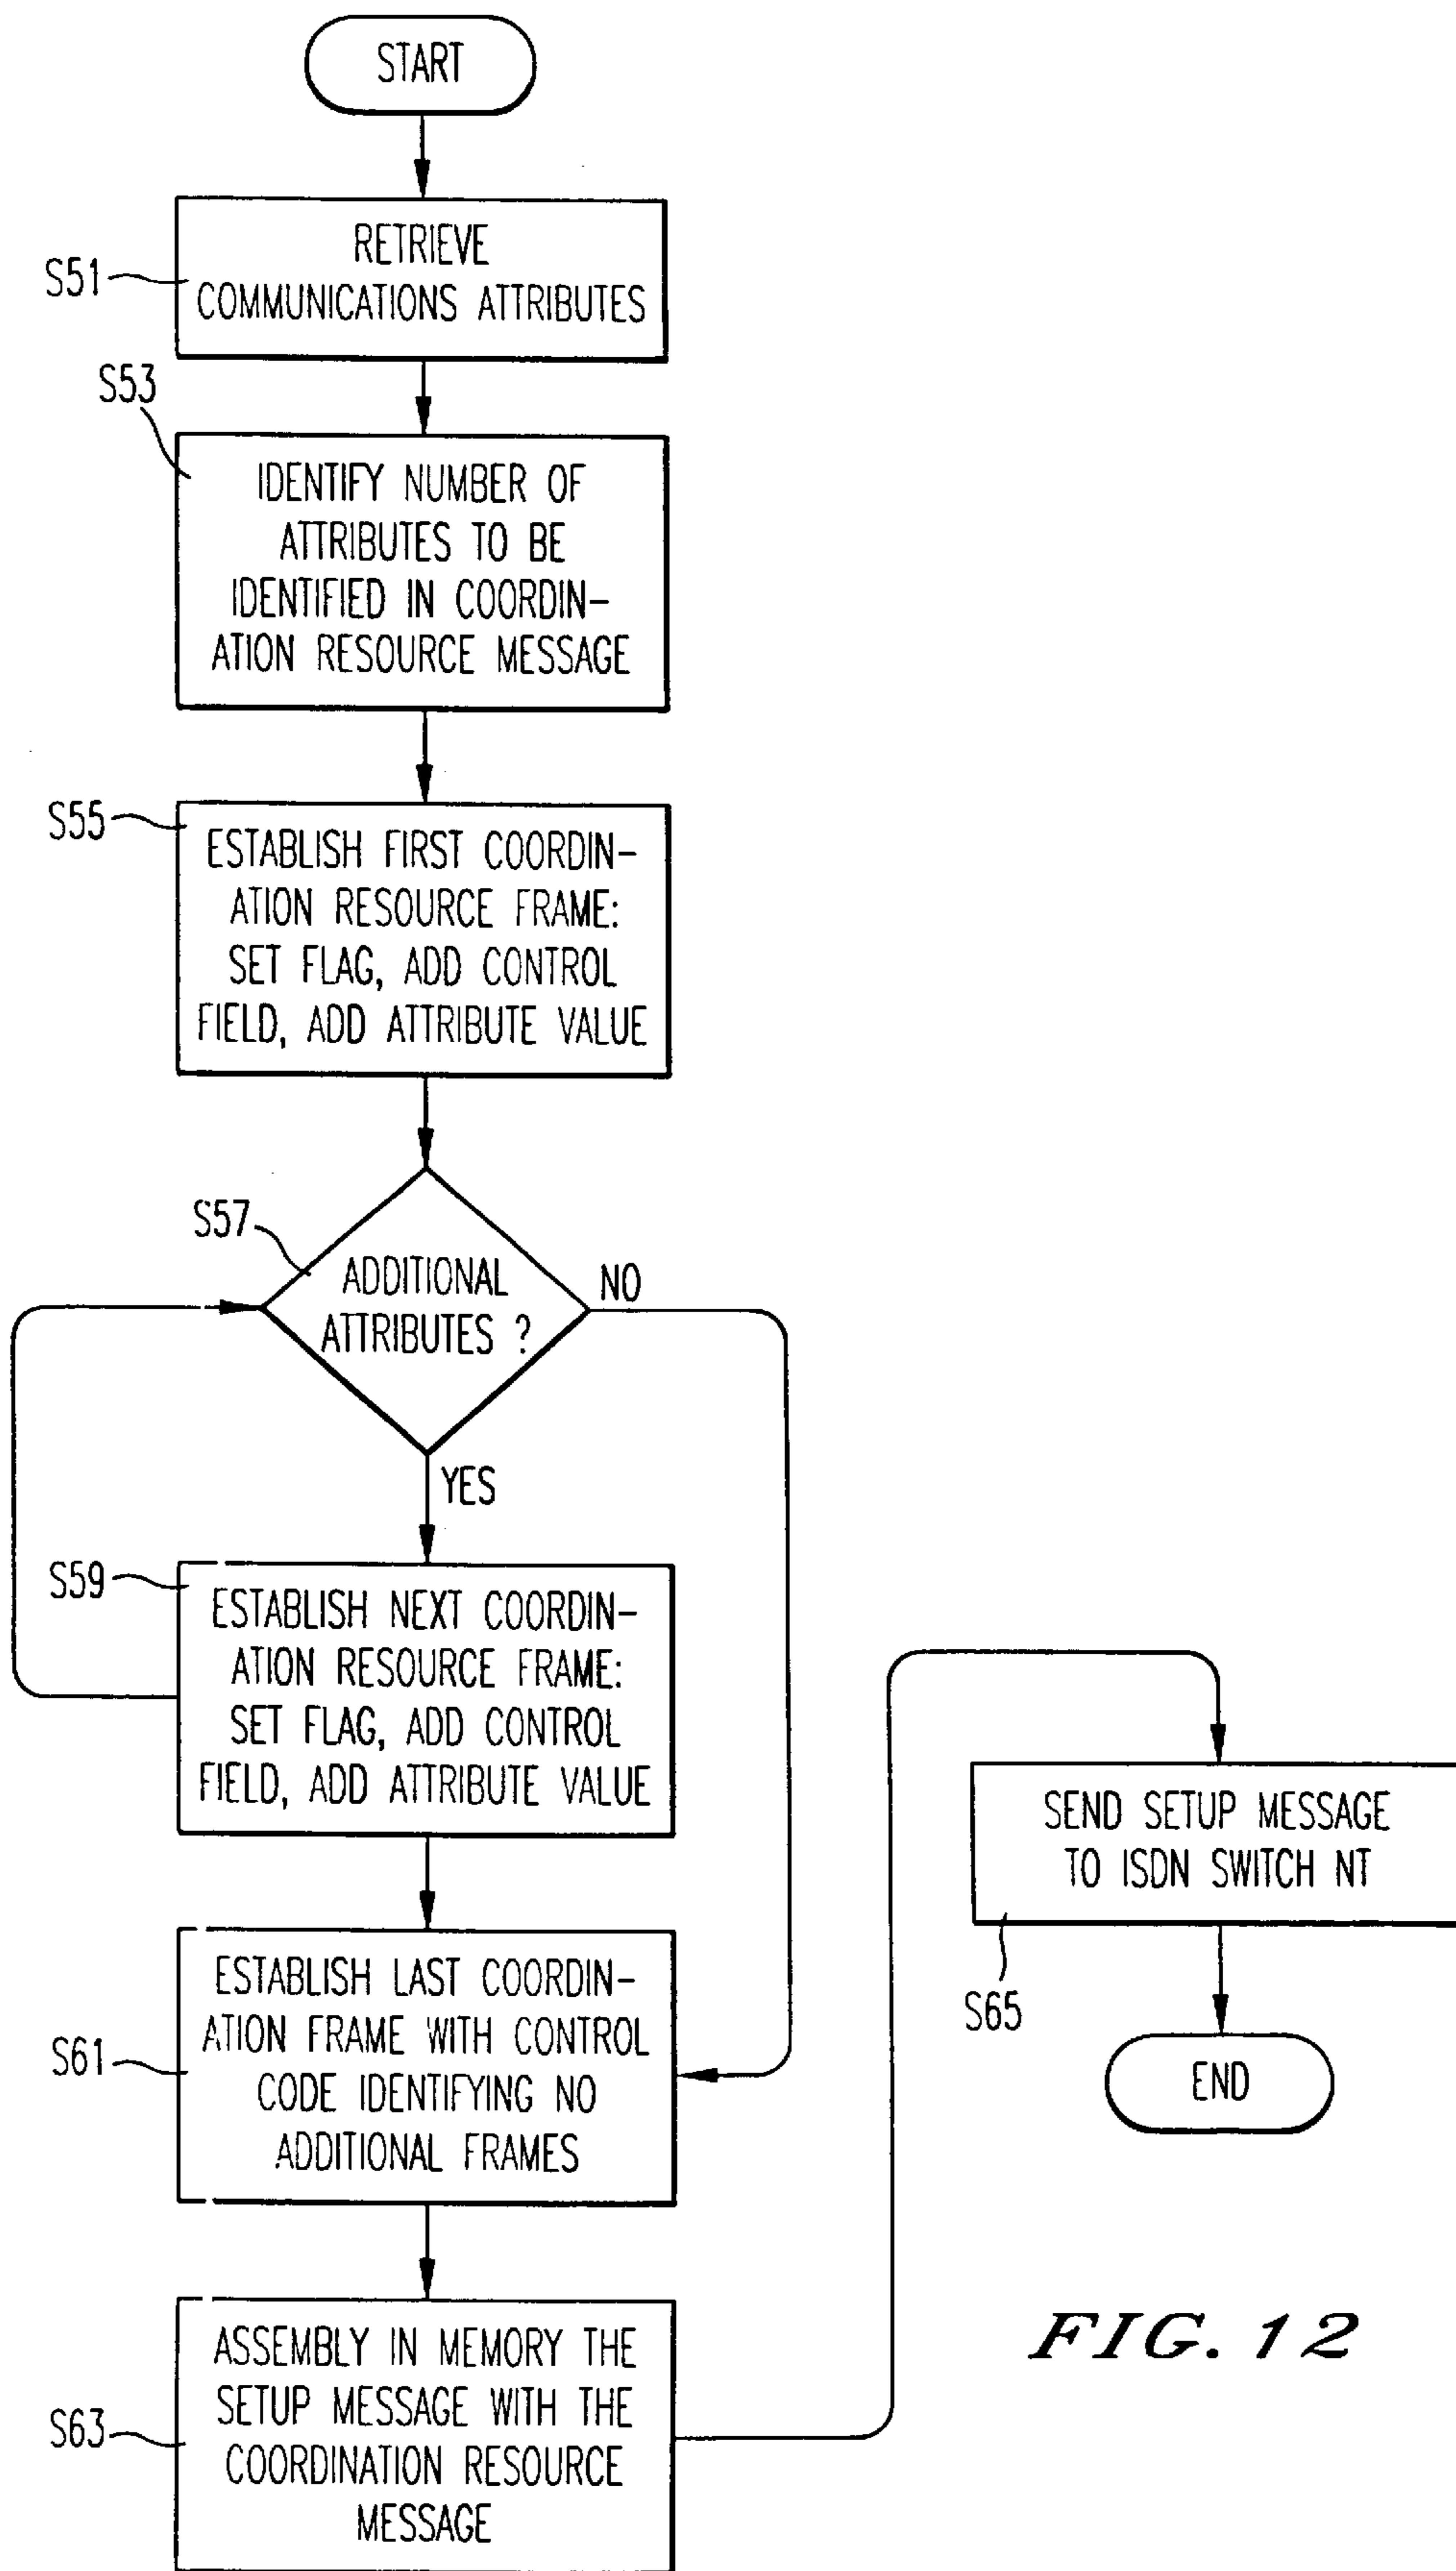 START
S51
RETRIEVE
COMMUNICATIONS ATTRIBUTES
S53
IDENTIFY NUMBER OF
ATTRIBUTES TO BE
IDENTIFIED IN COORDIN-
ATION RESOURCE MESSAGE
S55
ESTABLISH FIRST COORDIN-
ATION RESOURCE FRAME:
SET FLAG, ADD CONTROL
FIELD, ADD ATTRIBUTE VALUE
S57
ADDITIONAL
ATTRIBUTES ?
NO
YES
S59
ESTABLISH NEXT COORDIN-
ATION RESOURCE FRAME:
SET FLAG, ADD CONTROL
FIELD, ADD ATTRIBUTE VALUE
S61
ESTABLISH LAST COORDIN-
ATION FRAME WITH CONTROL
CODE IDENTIFYING NO
ADDITIONAL FRAMES
S63
ASSEMBLY IN MEMORY THE
SETUP MESSAGE WITH THE
COORDINATION RESOURCE
MESSAGE
SEND SETUP MESSAGE
TO ISDN SWITCH NT
S65
END
FIG. 12